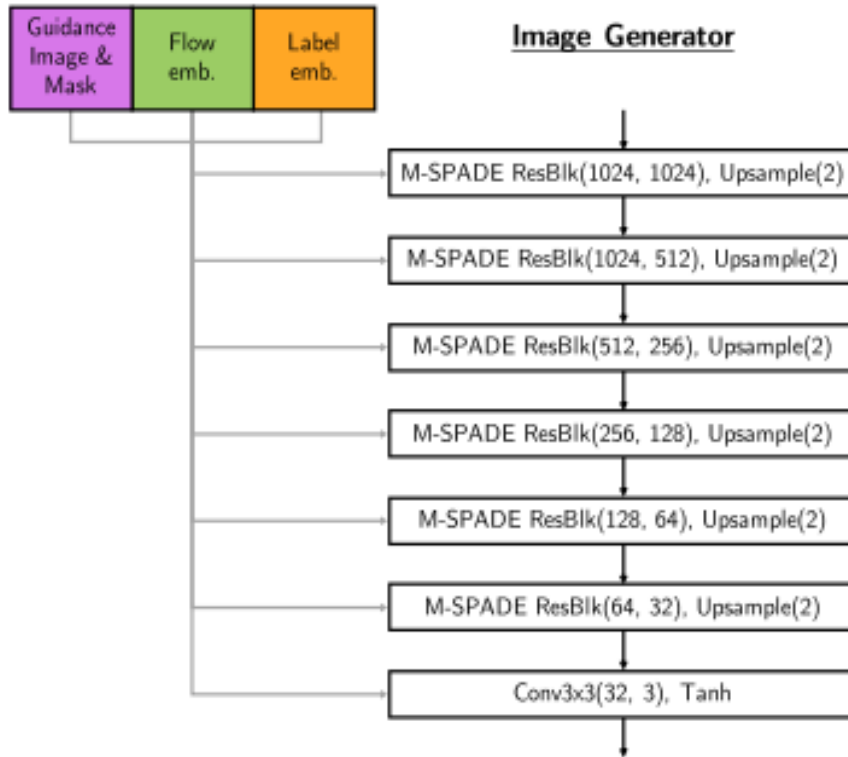 Guidance
Image &
Mask
Flow
emb.
Label
emb.
Image Generator
M-SPADE ResBlk(1024, 1024), Upsample(2)
M-SPADE ResBlk(1024, 512), Upsample(2)
M-SPADE ResBlk(512, 256), Upsample(2)
M-SPADE ResBlk(256, 128), Upsample(2)
M-SPADE ResBlk(128, 64), Upsample(2)
M-SPADE ResBlk(64, 32), Upsample(2)
Conv3x3(32, 3), Tanh